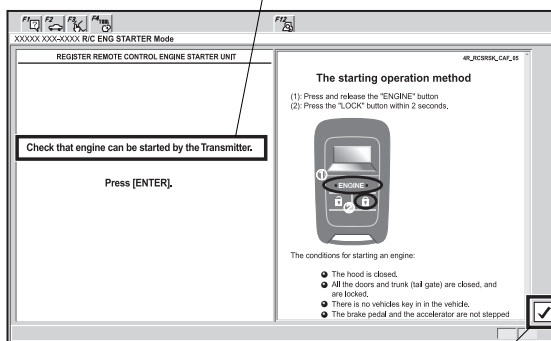 F1 F2 F3 F4 F12
XXXXX XXX-XXXX R/C ENG STARTER Mode
REGISTER REMOTE CONTROL ENGINE STARTER UNIT
Check that engine can be started by the Transmitter.
Press [ENTER].
4R_RCSRSK_CAF_05
The starting operation method
(1): Press and release the "ENGINE" button
(2): Press the "LOCK" button within 2 seconds.
①
ENGINE
②
The conditions for starting an engine:
The hood is closed.
All the doors and trunk (tail gate) are closed, and
are locked.
There is no vehicles key in in the vehicle.
The brake pedal and the accelerator are not stepped